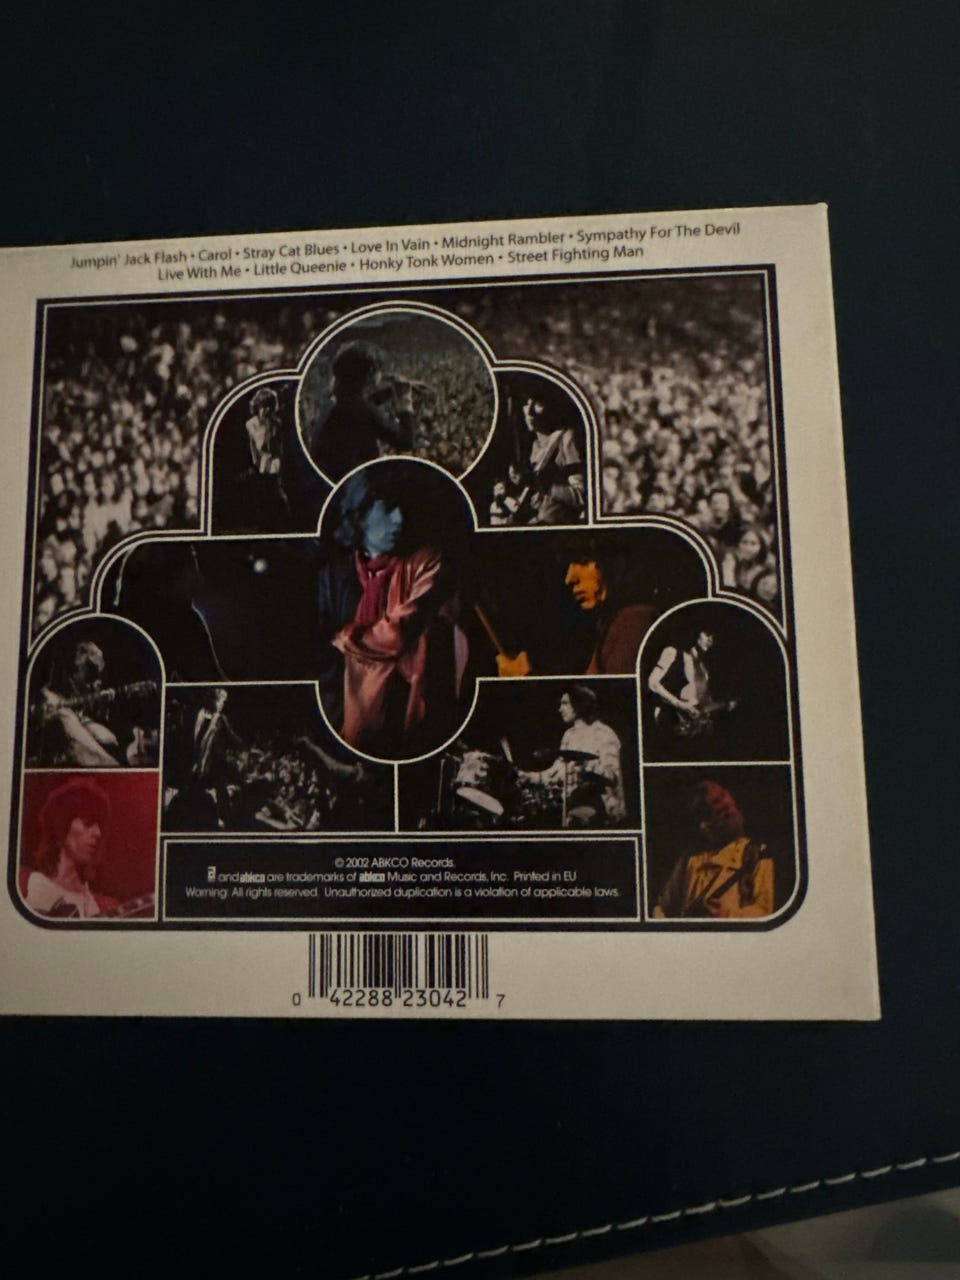 Jumpin' Jack Flash • Carol • Stray Cat Blues • Love In Vain • Midnight Rambler • Sympathy For The Devil
Live With Me • Little Queenie • Honky Tonk Women • Street Fighting Man
© 2002 ABKCO Records.
and abkco are trademarks of abkco Music and Records, Inc. Printed in EU
Warning: All rights reserved. Unauthorized duplication is a violation of applicable laws.
0 42288 23042 7